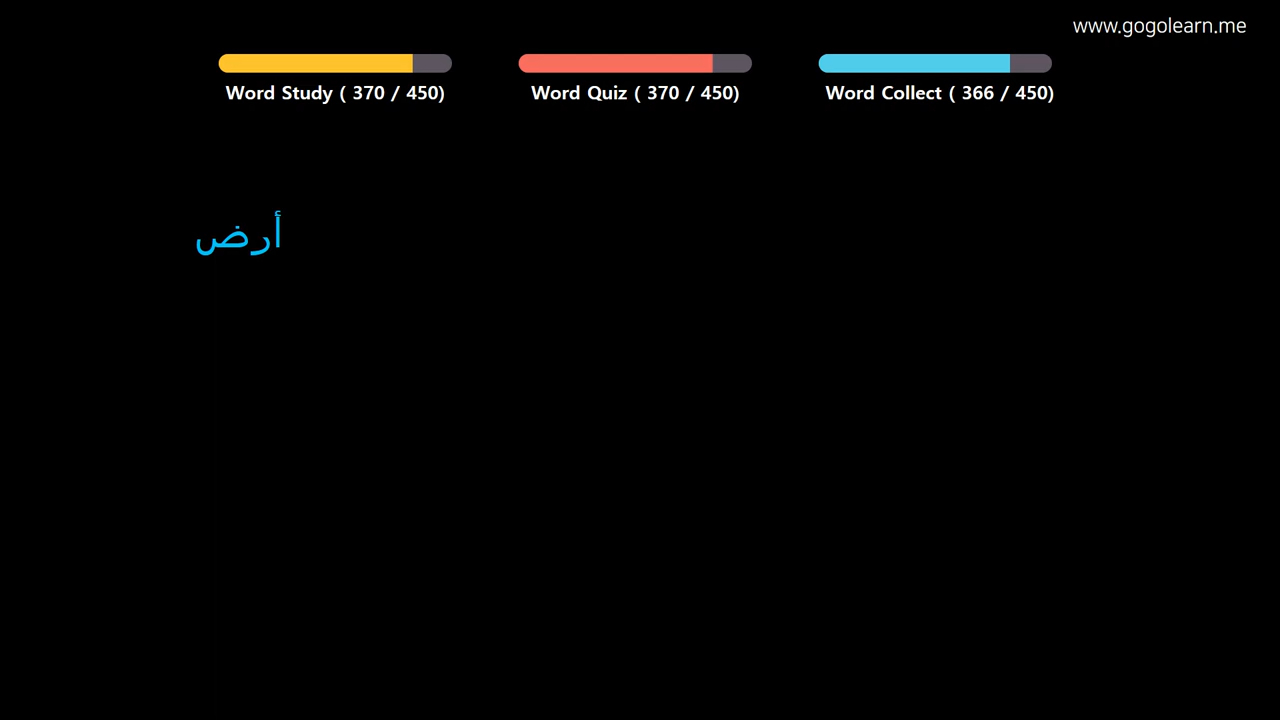 www.gogolearn.me
Word Study ( 370 / 450)
Word Quiz ( 370 / 450)
Word Collect ( 366 / 450)
أرض